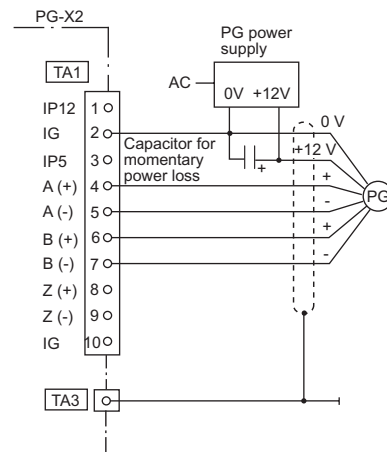 PG-X2
PG power
supply
TA1
AC
0V +12V
IP12 1
0 V
IG 2
Capacitor for
momentary
power loss
+
+12 V
IP5 3
A (+) 4
+
PG
A (-) 5
-
B (+) 6
+
B (-) 7
-
Z (+) 8
Z (-) 9
IG 10
TA3